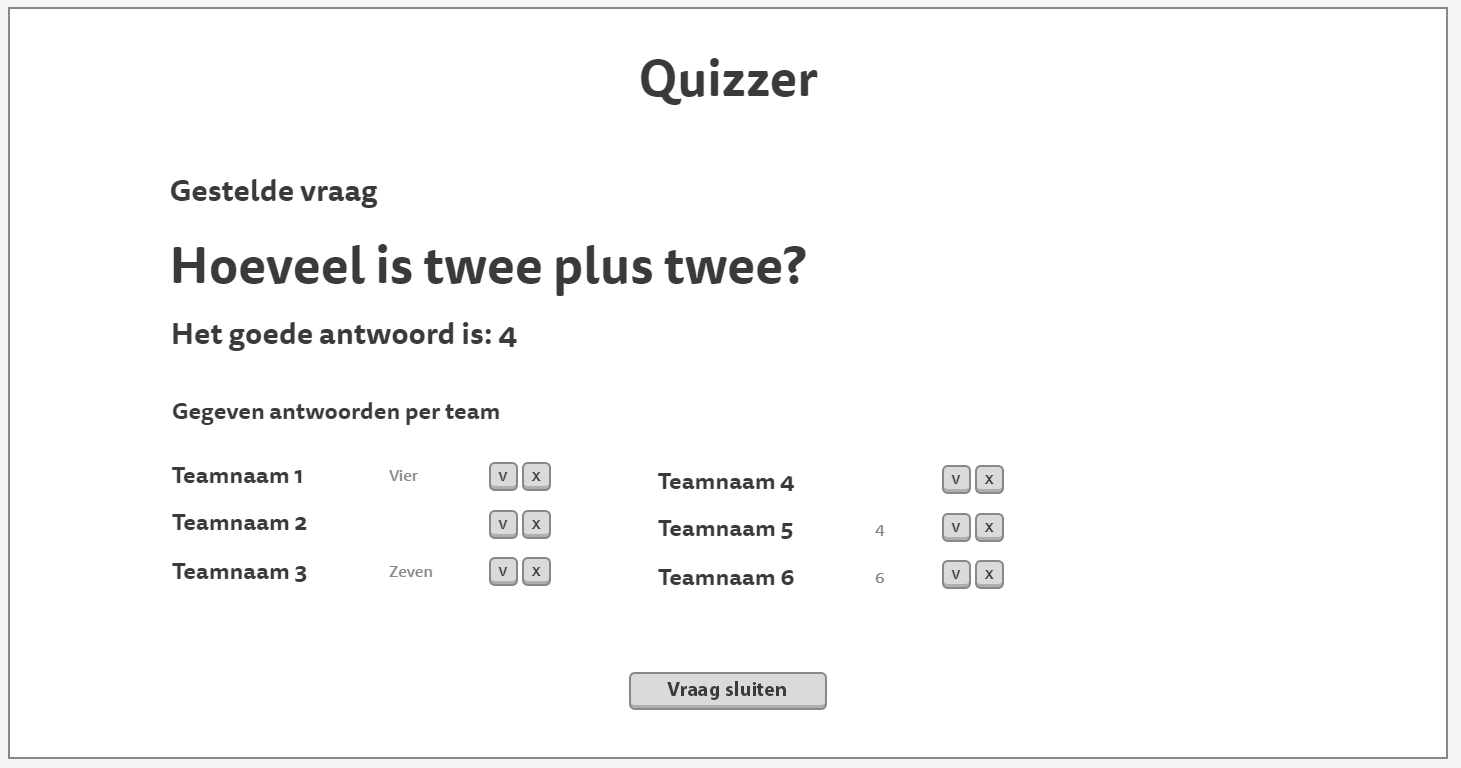 Quizzer
Gestelde vraag
Hoeveel is twee plus twee?
Het goede antwoord is: 4
Gegeven antwoorden per team
Teamnaam 1 Vier V X
Teamnaam 2 V X
Teamnaam 3 Zeven V X
Teamnaam 4 V X
Teamnaam 5 4 V X
Teamnaam 6 6 V X
Vraag sluiten